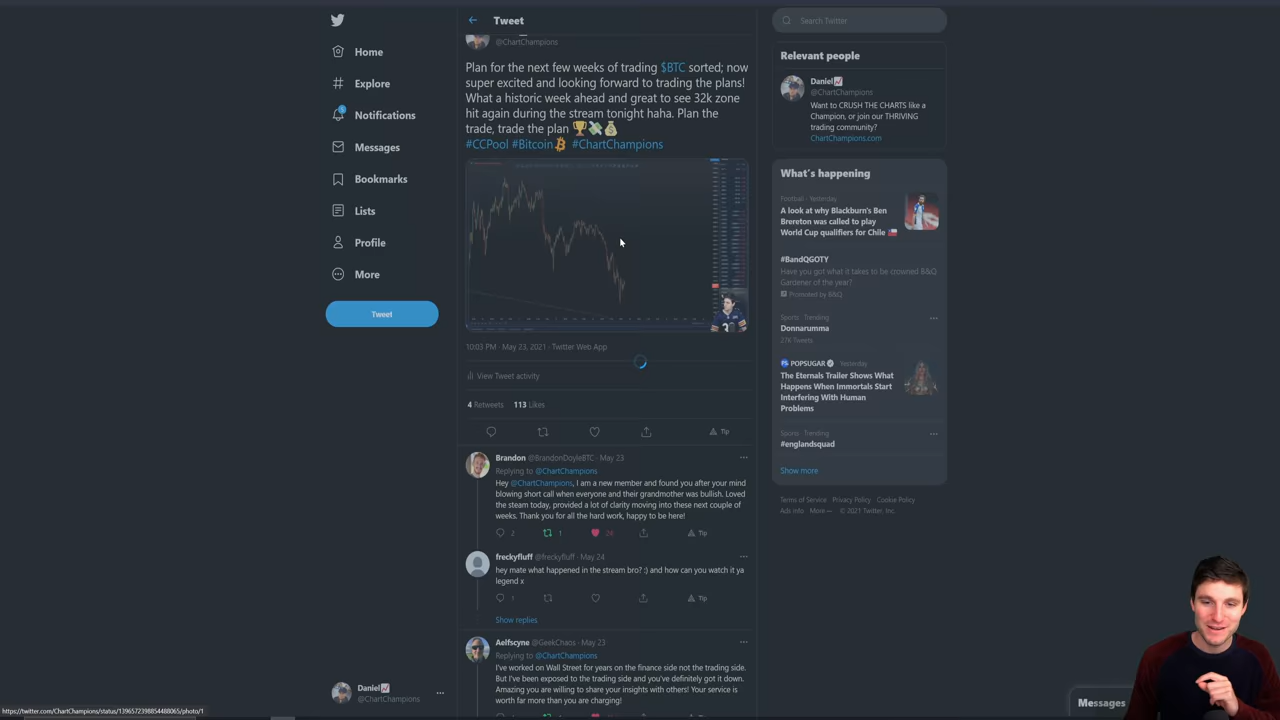 Home
Explore
Notifications
Messages
Bookmarks
Lists
Profile
More
Tweet
Daniel
@ChartChampions
https://twitter.com/ChartChampions/status/1396572398854488065/photo/1
Tweet
@ChartChampions
Plan for the next few weeks of trading $BTC sorted; now
super excited and looking forward to trading the plans!
What a historic week ahead and great to see 32k zone
hit again during the stream tonight haha. Plan the
trade, trade the plan 🏆💸💰
#CCPool #Bitcoin #ChartChampions
10:03 PM · May 23, 2021 · Twitter Web App
View Tweet activity
4 Retweets 113 Likes
Tip
Brandon @BrandonDoyleBTC · May 23
Replying to @ChartChampions
Hey @ChartChampions, I am a new member and found you after your mind
blowing short call when everyone and their grandmother was bullish. Loved
the steam today, provided a lot of clarity moving into these next couple of
weeks. Thank you for all the hard work, happy to be here!
2 1 Tip
freckyfluff @freckyfluff · May 24
hey mate what happened in the stream bro? :) and how can you watch it ya
legend x
1 Tip
Show replies
Aelfscyne @GeekChaos · May 23
Replying to @ChartChampions
I've worked on Wall Street for years on the finance side not the trading side.
But I've been exposed to the trading side and you've definitely got it down.
Amazing you are willing to share your insights with others! Your service is
worth far more than you are charging!
Search Twitter
Relevant people
Daniel
@ChartChampions
Want to CRUSH THE CHARTS like a
Champion, or join our THRIVING
trading community?
ChartChampions.com
What's happening
Football · Yesterday
A look at why Blackburn's Ben
Brereton was called to play
World Cup qualifiers for Chile 🇨🇱
#BandQGOTY
Have you got what it takes to be crowned B&Q
Gardener of the year?
Promoted by B&Q
Sports · Trending
Donnarumma
27K Tweets
POPSUGAR · Yesterday
The Eternals Trailer Shows What
Happens When Immortals Start
Interfering With Human
Problems
Sports · Trending
#englandsquad
Show more
Terms of Service Privacy Policy Cookie Policy
Ads info More ··· © 2021 Twitter, Inc.
Messages